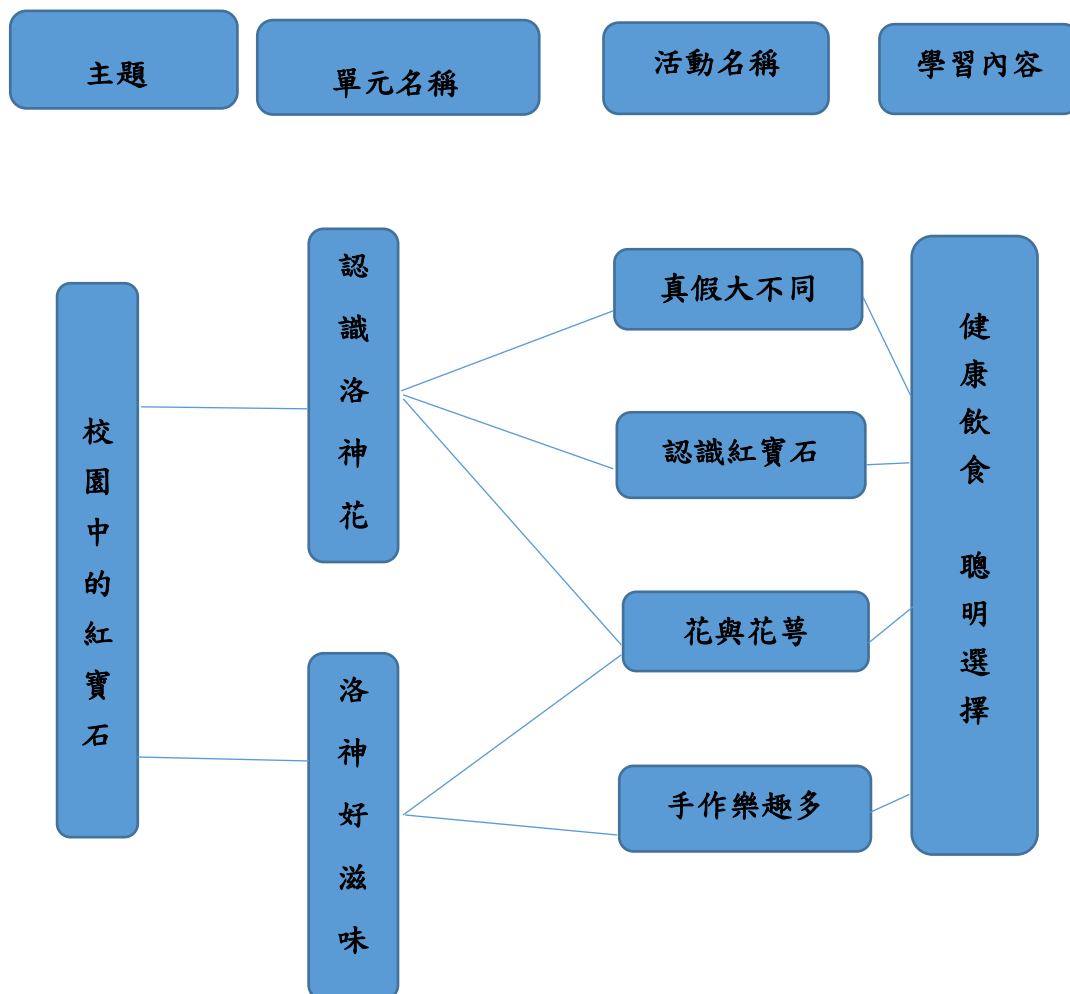 主題
單元名稱
活動名稱
學習內容
校園中的紅寶石
認識洛神花
洛神好滋味
真假大不同
認識紅寶石
花與花萼
手作樂趣多
健康飲食 聰明選擇